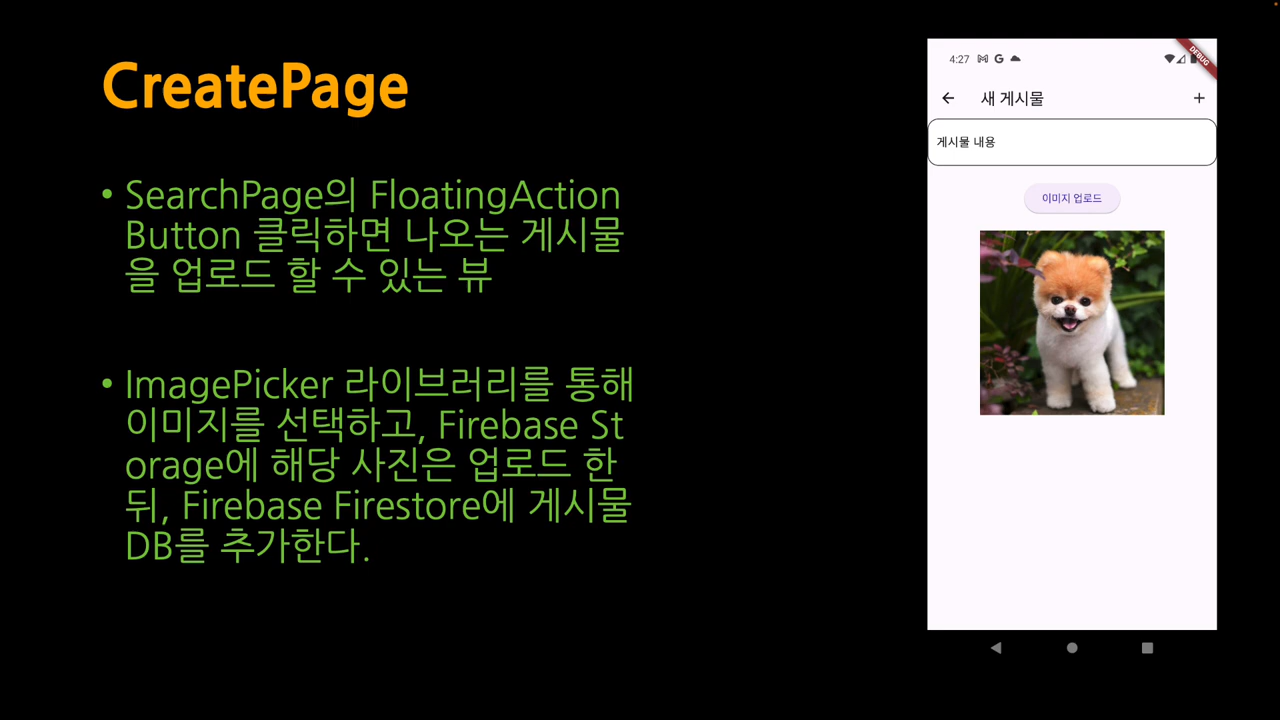 CreatePage
• SearchPage의 FloatingAction
Button 클릭하면 나오는 게시물
을 업로드 할 수 있는 뷰
• ImagePicker 라이브러리를 통해
이미지를 선택하고, Firebase St
orage에 해당 사진은 업로드 한
뒤, Firebase Firestore에 게시물
DB를 추가한다.
4:27
DEBUG
새 게시물
게시물 내용
이미지 업로드